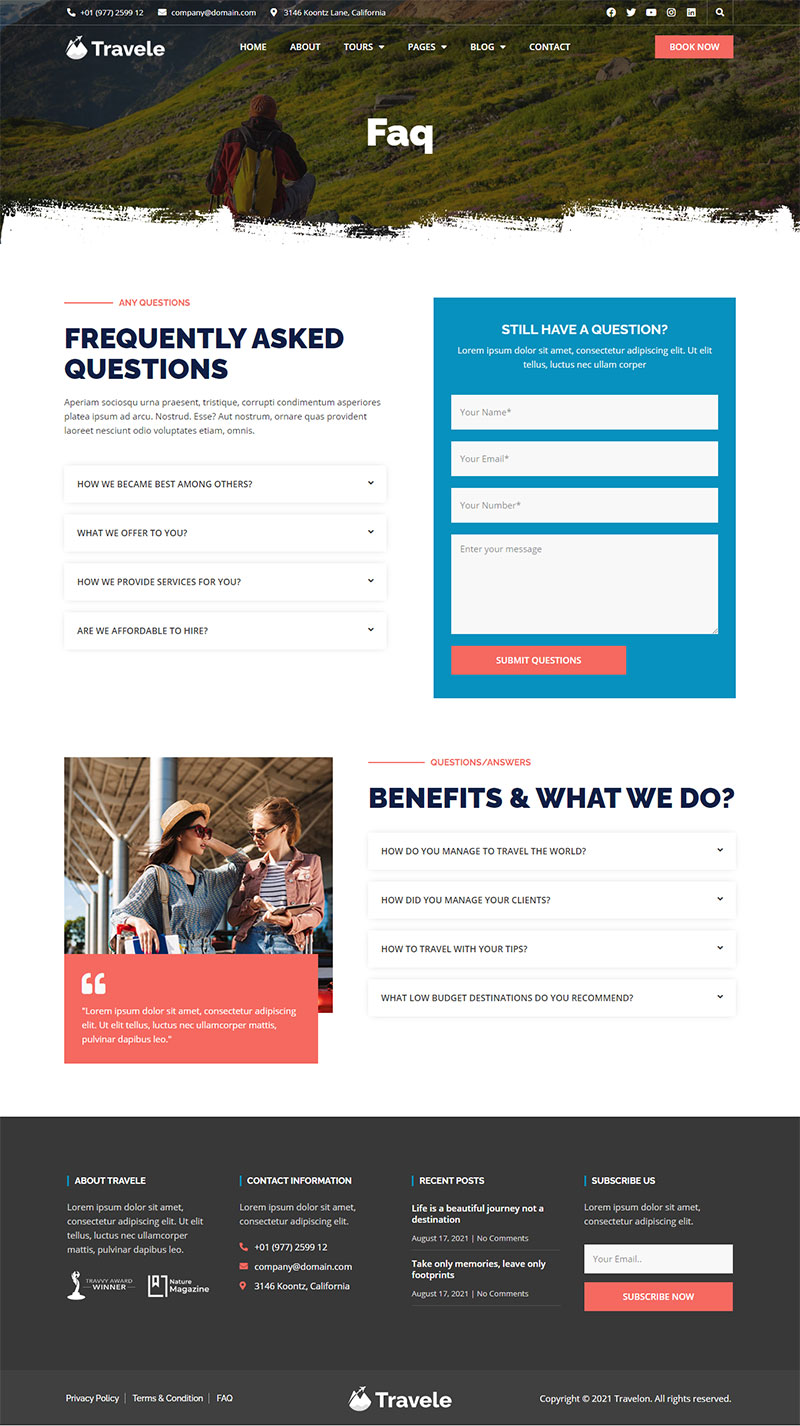 +01 (977) 2599 12 company@domain.com 3146 Koontz Lane, California
Travele HOME ABOUT TOURS PAGES BLOG CONTACT BOOK NOW
Faq
ANY QUESTIONS
FREQUENTLY ASKED
QUESTIONS
Aperiam sociosqu urna praesent, tristique, corrupti condimentum asperiores
platea ipsum ad arcu. Nostrud. Esse? Aut nostrum, ornare quas provident
laoreet nesciunt odio voluptates etiam, omnis.
HOW WE BECAME BEST AMONG OTHERS?
WHAT WE OFFER TO YOU?
HOW WE PROVIDE SERVICES FOR YOU?
ARE WE AFFORDABLE TO HIRE?
STILL HAVE A QUESTION?
Lorem ipsum dolor sit amet, consectetur adipiscing elit. Ut elit
tellus, luctus nec ullam corper
Your Name*
Your Email*
Your Number*
Enter your message
SUBMIT QUESTIONS
"Lorem ipsum dolor sit amet, consectetur adipiscing
elit. Ut elit tellus, luctus nec ullamcorper mattis,
pulvinar dapibus leo."
QUESTIONS/ANSWERS
BENEFITS & WHAT WE DO?
HOW DO YOU MANAGE TO TRAVEL THE WORLD?
HOW DID YOU MANAGE YOUR CLIENTS?
HOW TO TRAVEL WITH YOUR TIPS?
WHAT LOW BUDGET DESTINATIONS DO YOU RECOMMEND?
ABOUT TRAVELE
Lorem ipsum dolor sit amet,
consectetur adipiscing elit. Ut elit
tellus, luctus nec ullamcorper
mattis, pulvinar dapibus leo.
TRAVVY AWARD
WINNER
Nature
Magazine
CONTACT INFORMATION
Lorem ipsum dolor sit amet,
consectetur adipiscing elit.
+01 (977) 2599 12
company@domain.com
3146 Koontz, California
RECENT POSTS
Life is a beautiful journey not a
destination
August 17, 2021 | No Comments
Take only memories, leave only
footprints
August 17, 2021 | No Comments
SUBSCRIBE US
Lorem ipsum dolor sit amet,
consectetur adipiscing elit.
Your Email..
SUBSCRIBE NOW
Privacy Policy | Terms & Condition | FAQ
Travele
Copyright © 2021 Travelon. All rights reserved.